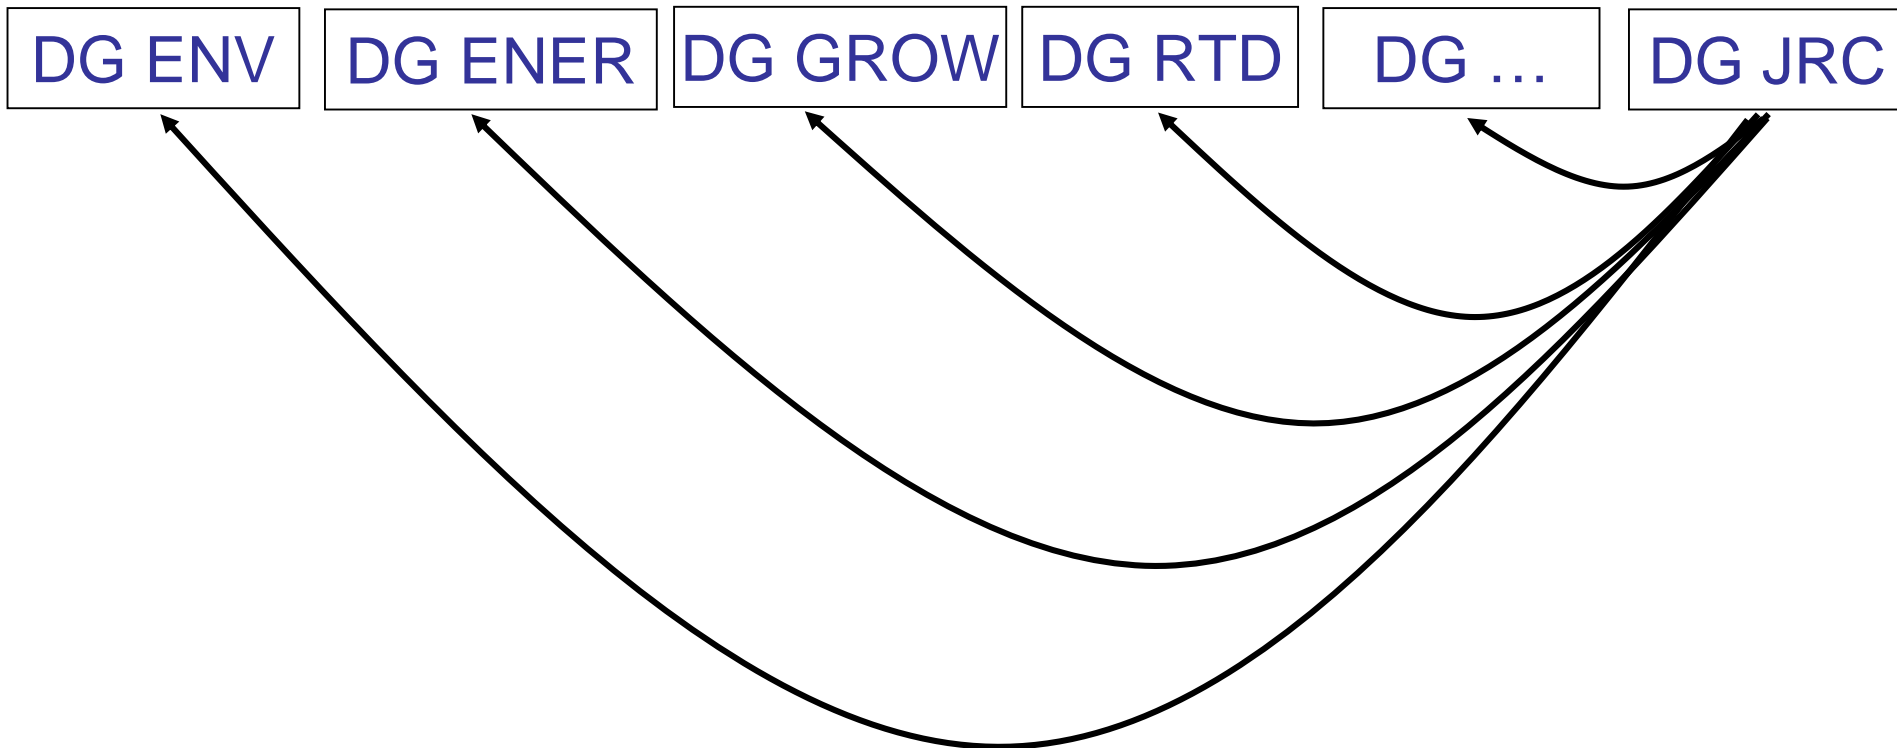 DG ENV
DG ENER
DG GROW
DG RTD
DG …
DG JRC